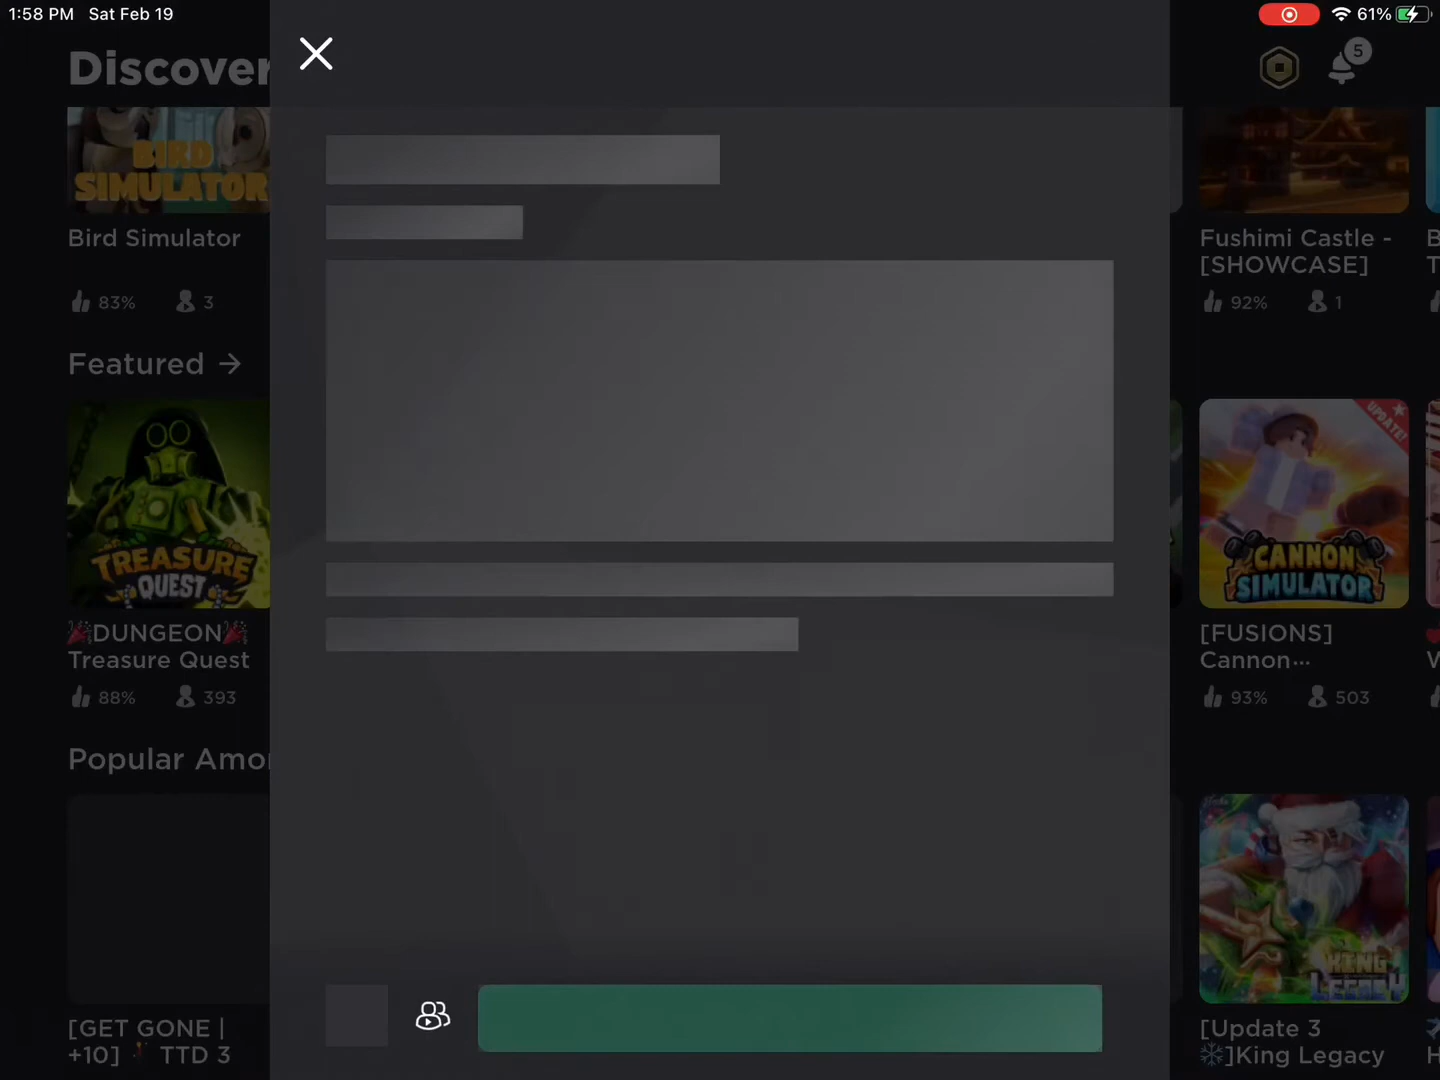 1:58 PM Sat Feb 19
61%
Discover
5
BIRD
SIMULATOR
Bird Simulator
83% 3
Fushimi Castle -
[SHOWCASE]
92% 1
Featured →
TREASURE
QUEST
🎉DUNGEON🎉
Treasure Quest
88% 393
UPDATE!
CANNON
SIMULATOR
[FUSIONS]
Cannon...
93% 503
Popular Amo
[GET GONE |
+10] TTD 3
KING
LEGACY
[Update 3
❄️]King Legacy